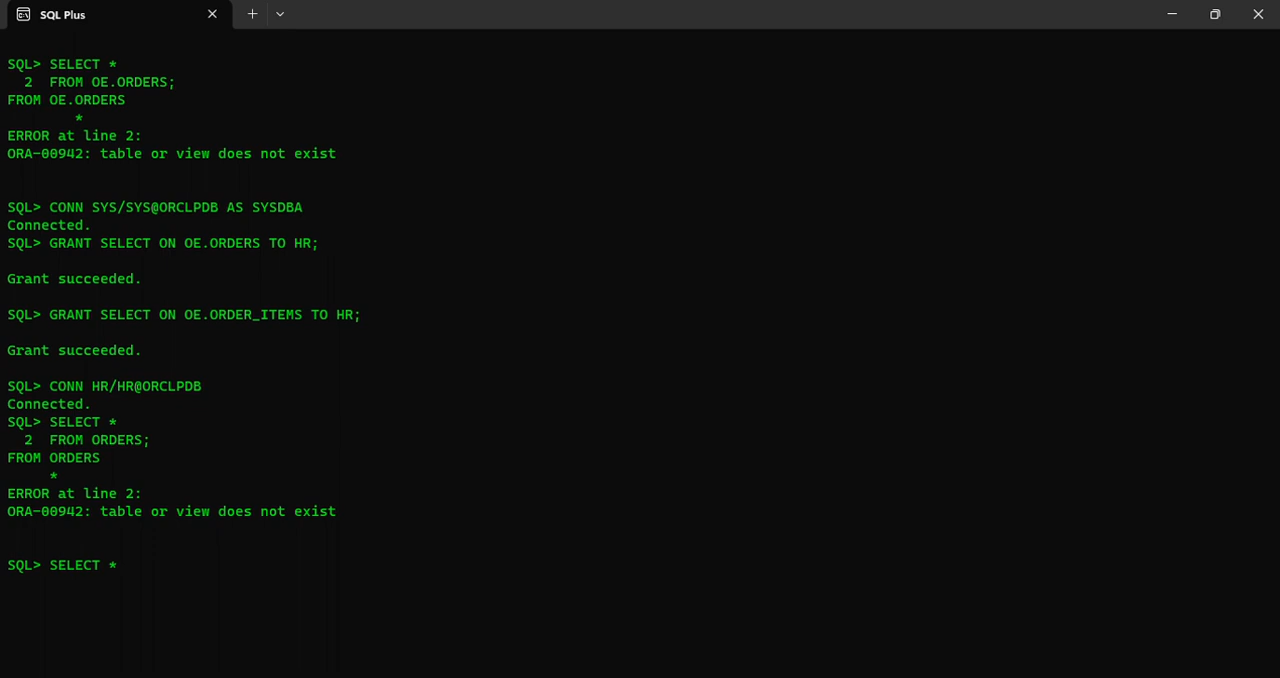 SQL Plus
SQL> SELECT *
  2  FROM OE.ORDERS;
FROM OE.ORDERS
        *
ERROR at line 2:
ORA-00942: table or view does not exist
SQL> CONN SYS/SYS@ORCLPDB AS SYSDBA
Connected.
SQL> GRANT SELECT ON OE.ORDERS TO HR;
Grant succeeded.
SQL> GRANT SELECT ON OE.ORDER_ITEMS TO HR;
Grant succeeded.
SQL> CONN HR/HR@ORCLPDB
Connected.
SQL> SELECT *
  2  FROM ORDERS;
FROM ORDERS
     *
ERROR at line 2:
ORA-00942: table or view does not exist
SQL> SELECT *